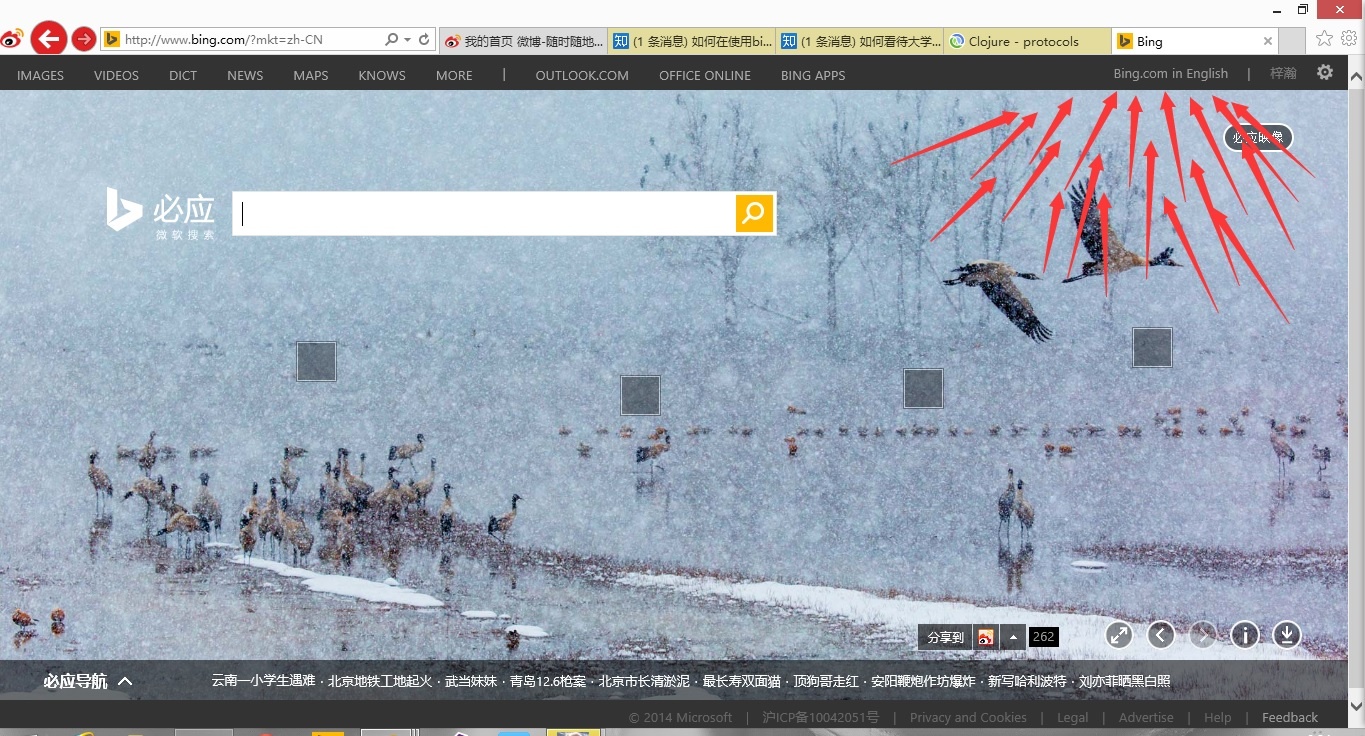 http://www.bing.com/?mkt=zh-CN
我的首页 微博-随时随地...
知 (1 条消息) 如何在使用bi...
知 (1 条消息) 如何看待大学...
Clojure - protocols
Bing
IMAGES VIDEOS DICT NEWS MAPS KNOWS MORE | OUTLOOK.COM OFFICE ONLINE BING APPS
Bing.com in English | 梓瀚
必应映像
必应
微软搜索
分享到 262
必应导航
云南一小学生遇难 · 北京地铁工地起火 · 武当妹妹 · 青岛12.6枪案 · 北京市长清淤泥 · 最长寿双面猫 · 顶狗哥走红 · 安阳鞭炮作坊爆炸 · 新写哈利波特 · 刘亦菲晒黑白照
© 2014 Microsoft | 沪ICP备10042051号 | Privacy and Cookies | Legal | Advertise | Help | Feedback